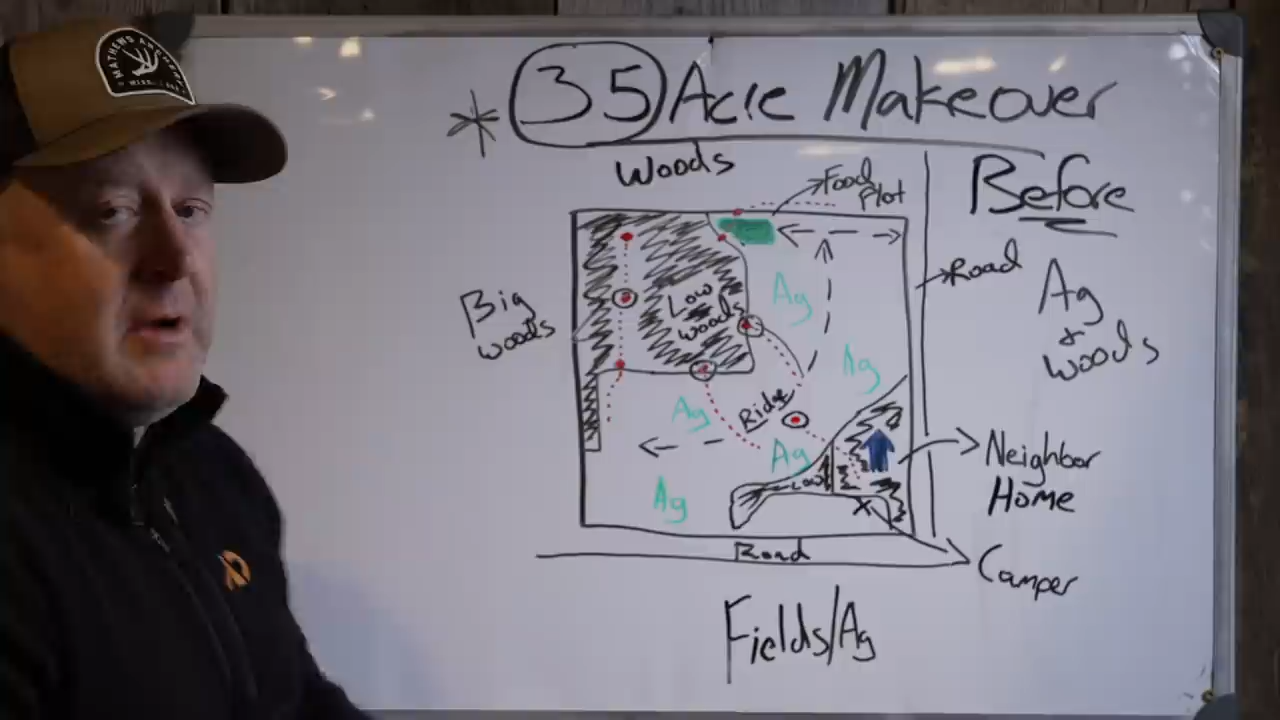 MATHEWS ARCHERY
* 35 Acre Makeover
Woods
Food
Plot
Before
Road
Ag
&
woods
Big
woods
Low
woods
Ag
Ag
Ag
Ridge
Ag
Low
Ag
X
Neighbor
Home
Road
Camper
Fields/Ag